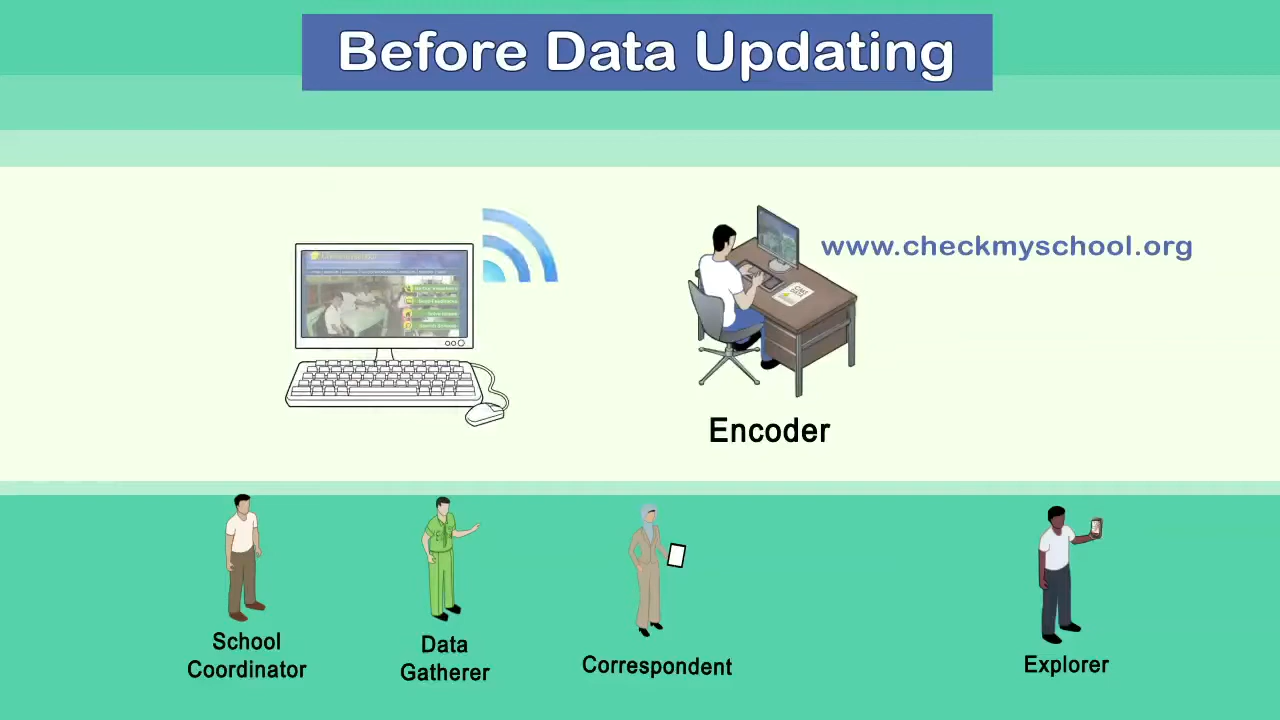 Before Data Updating
www.checkmyschool.org
Encoder
School
Coordinator
Data
Gatherer
Correspondent
Explorer